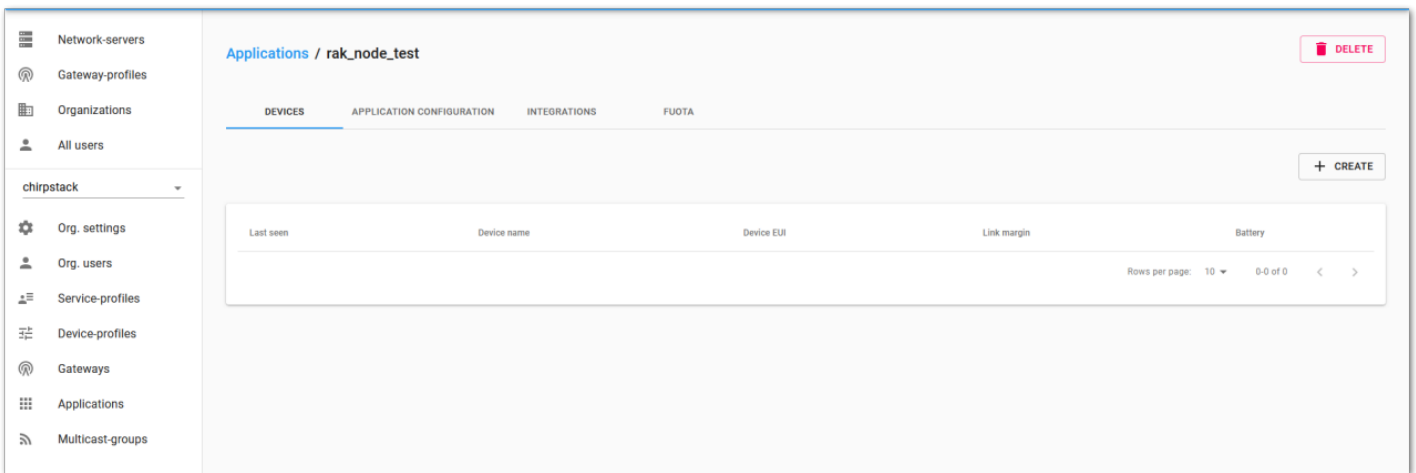 Network-servers
Gateway-profiles
Organizations
All users
chirpstack
Org. settings
Org. users
Service-profiles
Device-profiles
Gateways
Applications
Multicast-groups
Applications / rak_node_test
DELETE
DEVICES APPLICATION CONFIGURATION INTEGRATIONS FUOTA
+ CREATE
Last seen Device name Device EUI Link margin Battery
Rows per page: 10 0-0 of 0